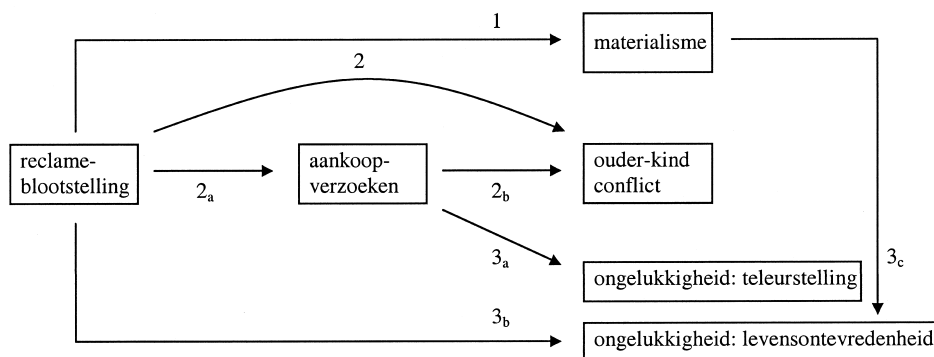 1
materialisme
2
reclame-
blootstelling
2a
aankoop-
verzoeken
2b
ouder-kind
conflict
3a
ongelukkigheid: teleurstelling
3c
3b
ongelukkigheid: levensontevredenheid